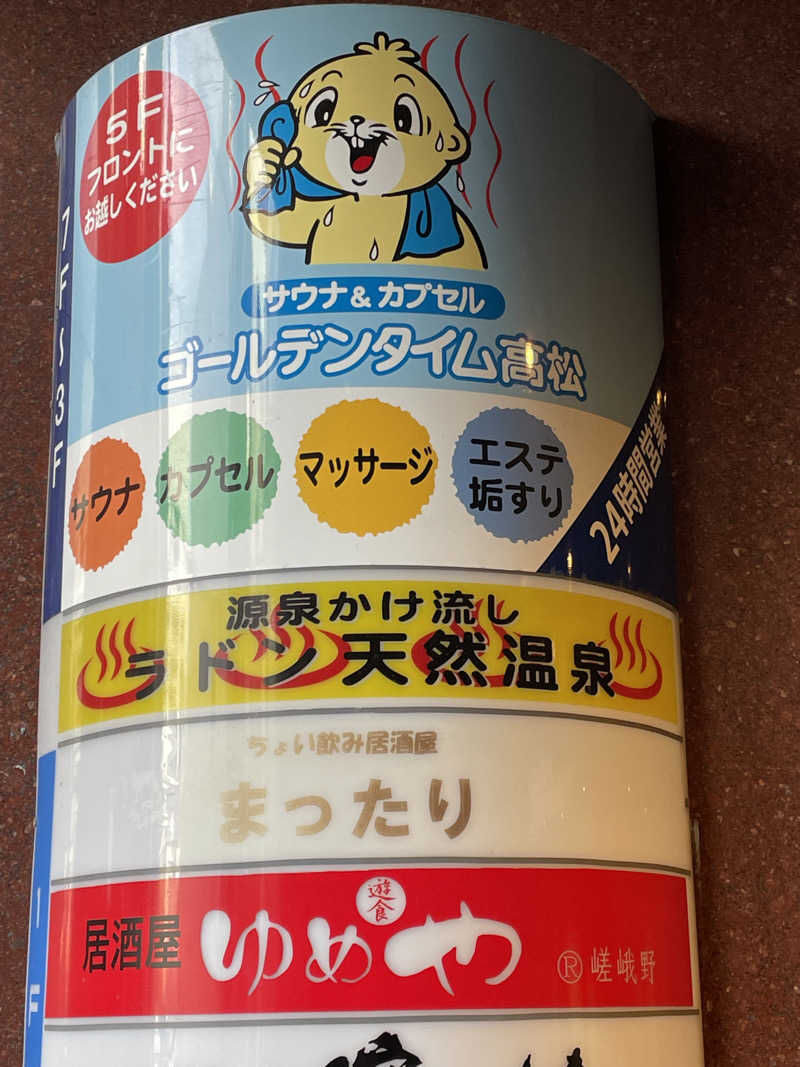 5F
フロントに
お越しください
7F~3F
サウナ&カプセル
ゴールデンタイム高松
サウナ
カプセル
マッサージ
エステ
垢すり
24時間営業
源泉かけ流し
ラドン天然温泉
ちょい飲み居酒屋
まったり
遊食
居酒屋 ゆめや ®嵯峨野
1F